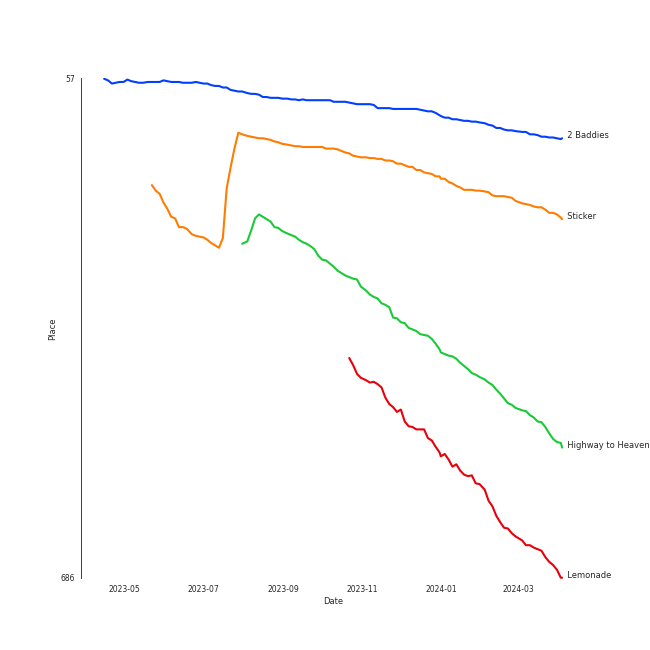 57
2 Baddies
Sticker
Place
Highway to Heaven
Lemonade
686
2023-05 2023-07 2023-09 2023-11 2024-01 2024-03
Date